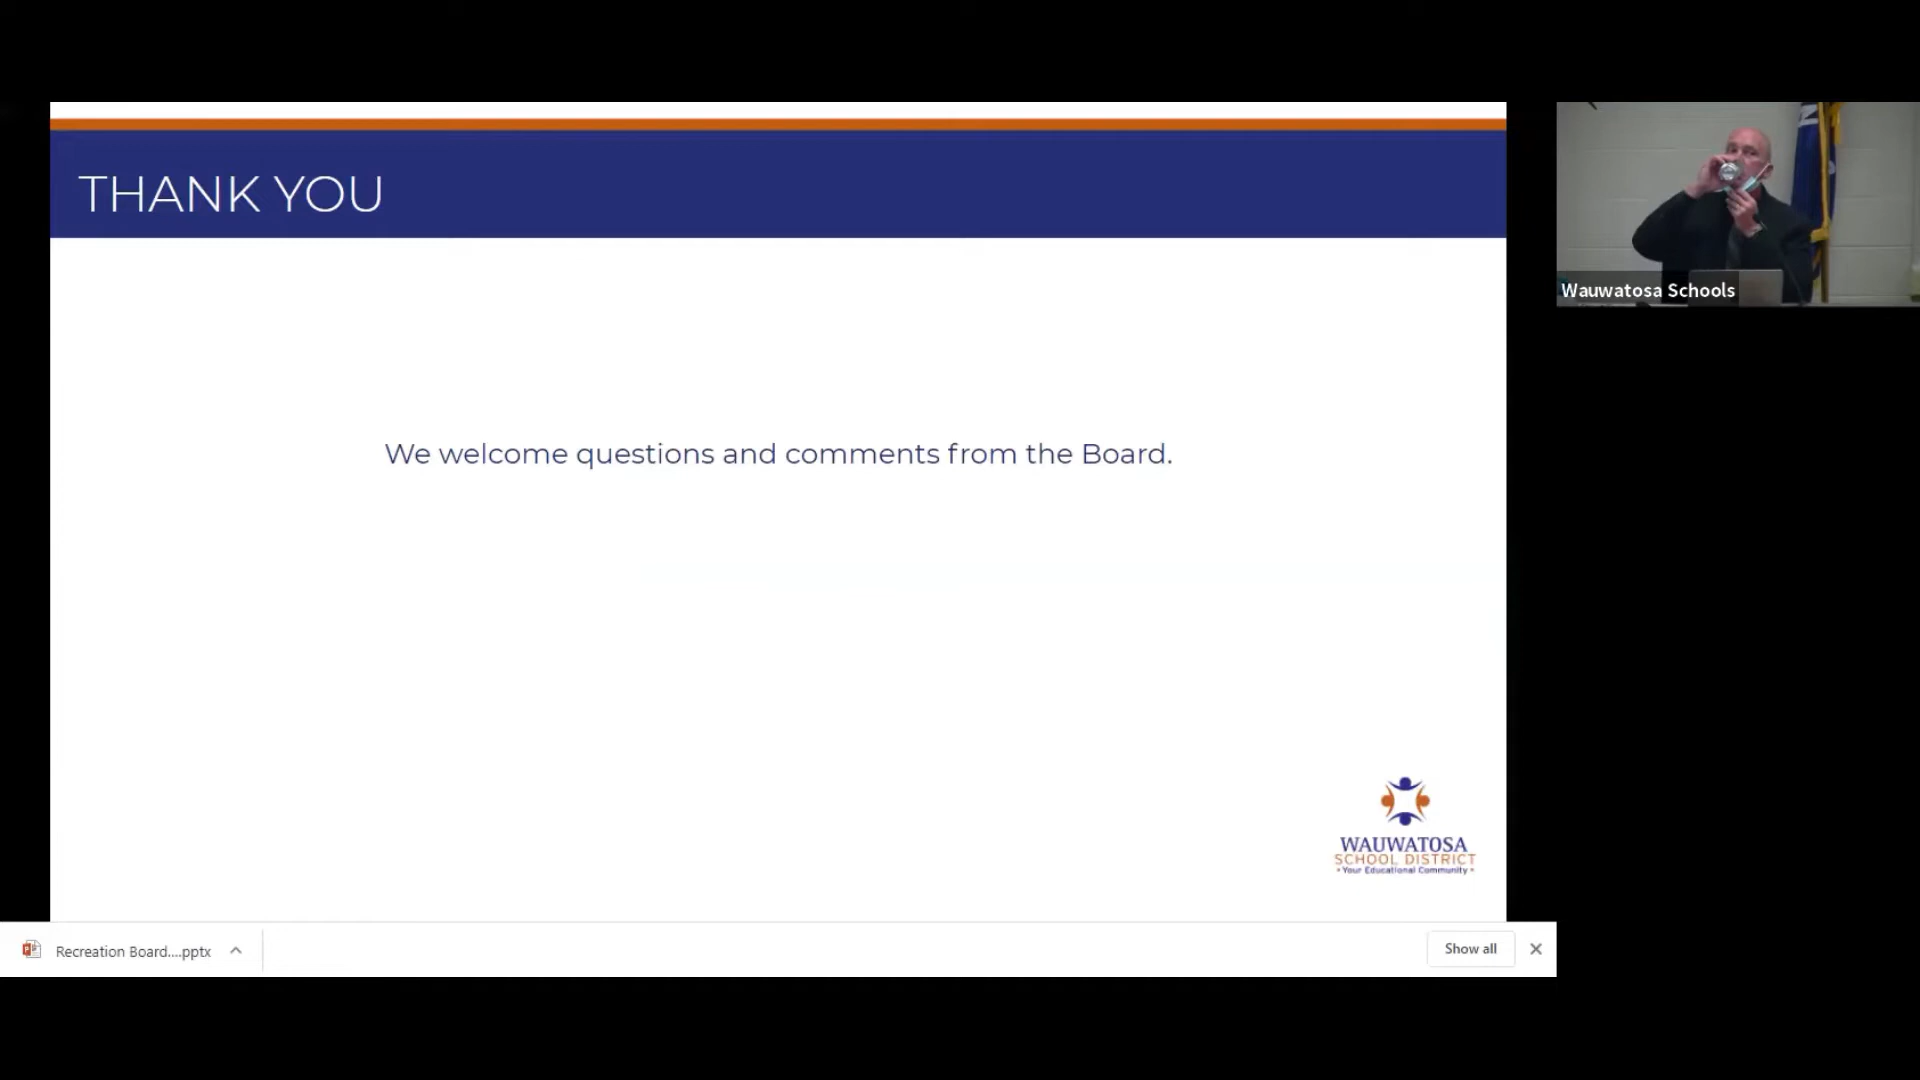 THANK YOU
We welcome questions and comments from the Board.
Wauwatosa Schools
WAUWATOSA
SCHOOL DISTRICT
• Your Educational Community •
Recreation Board....pptx
Show all